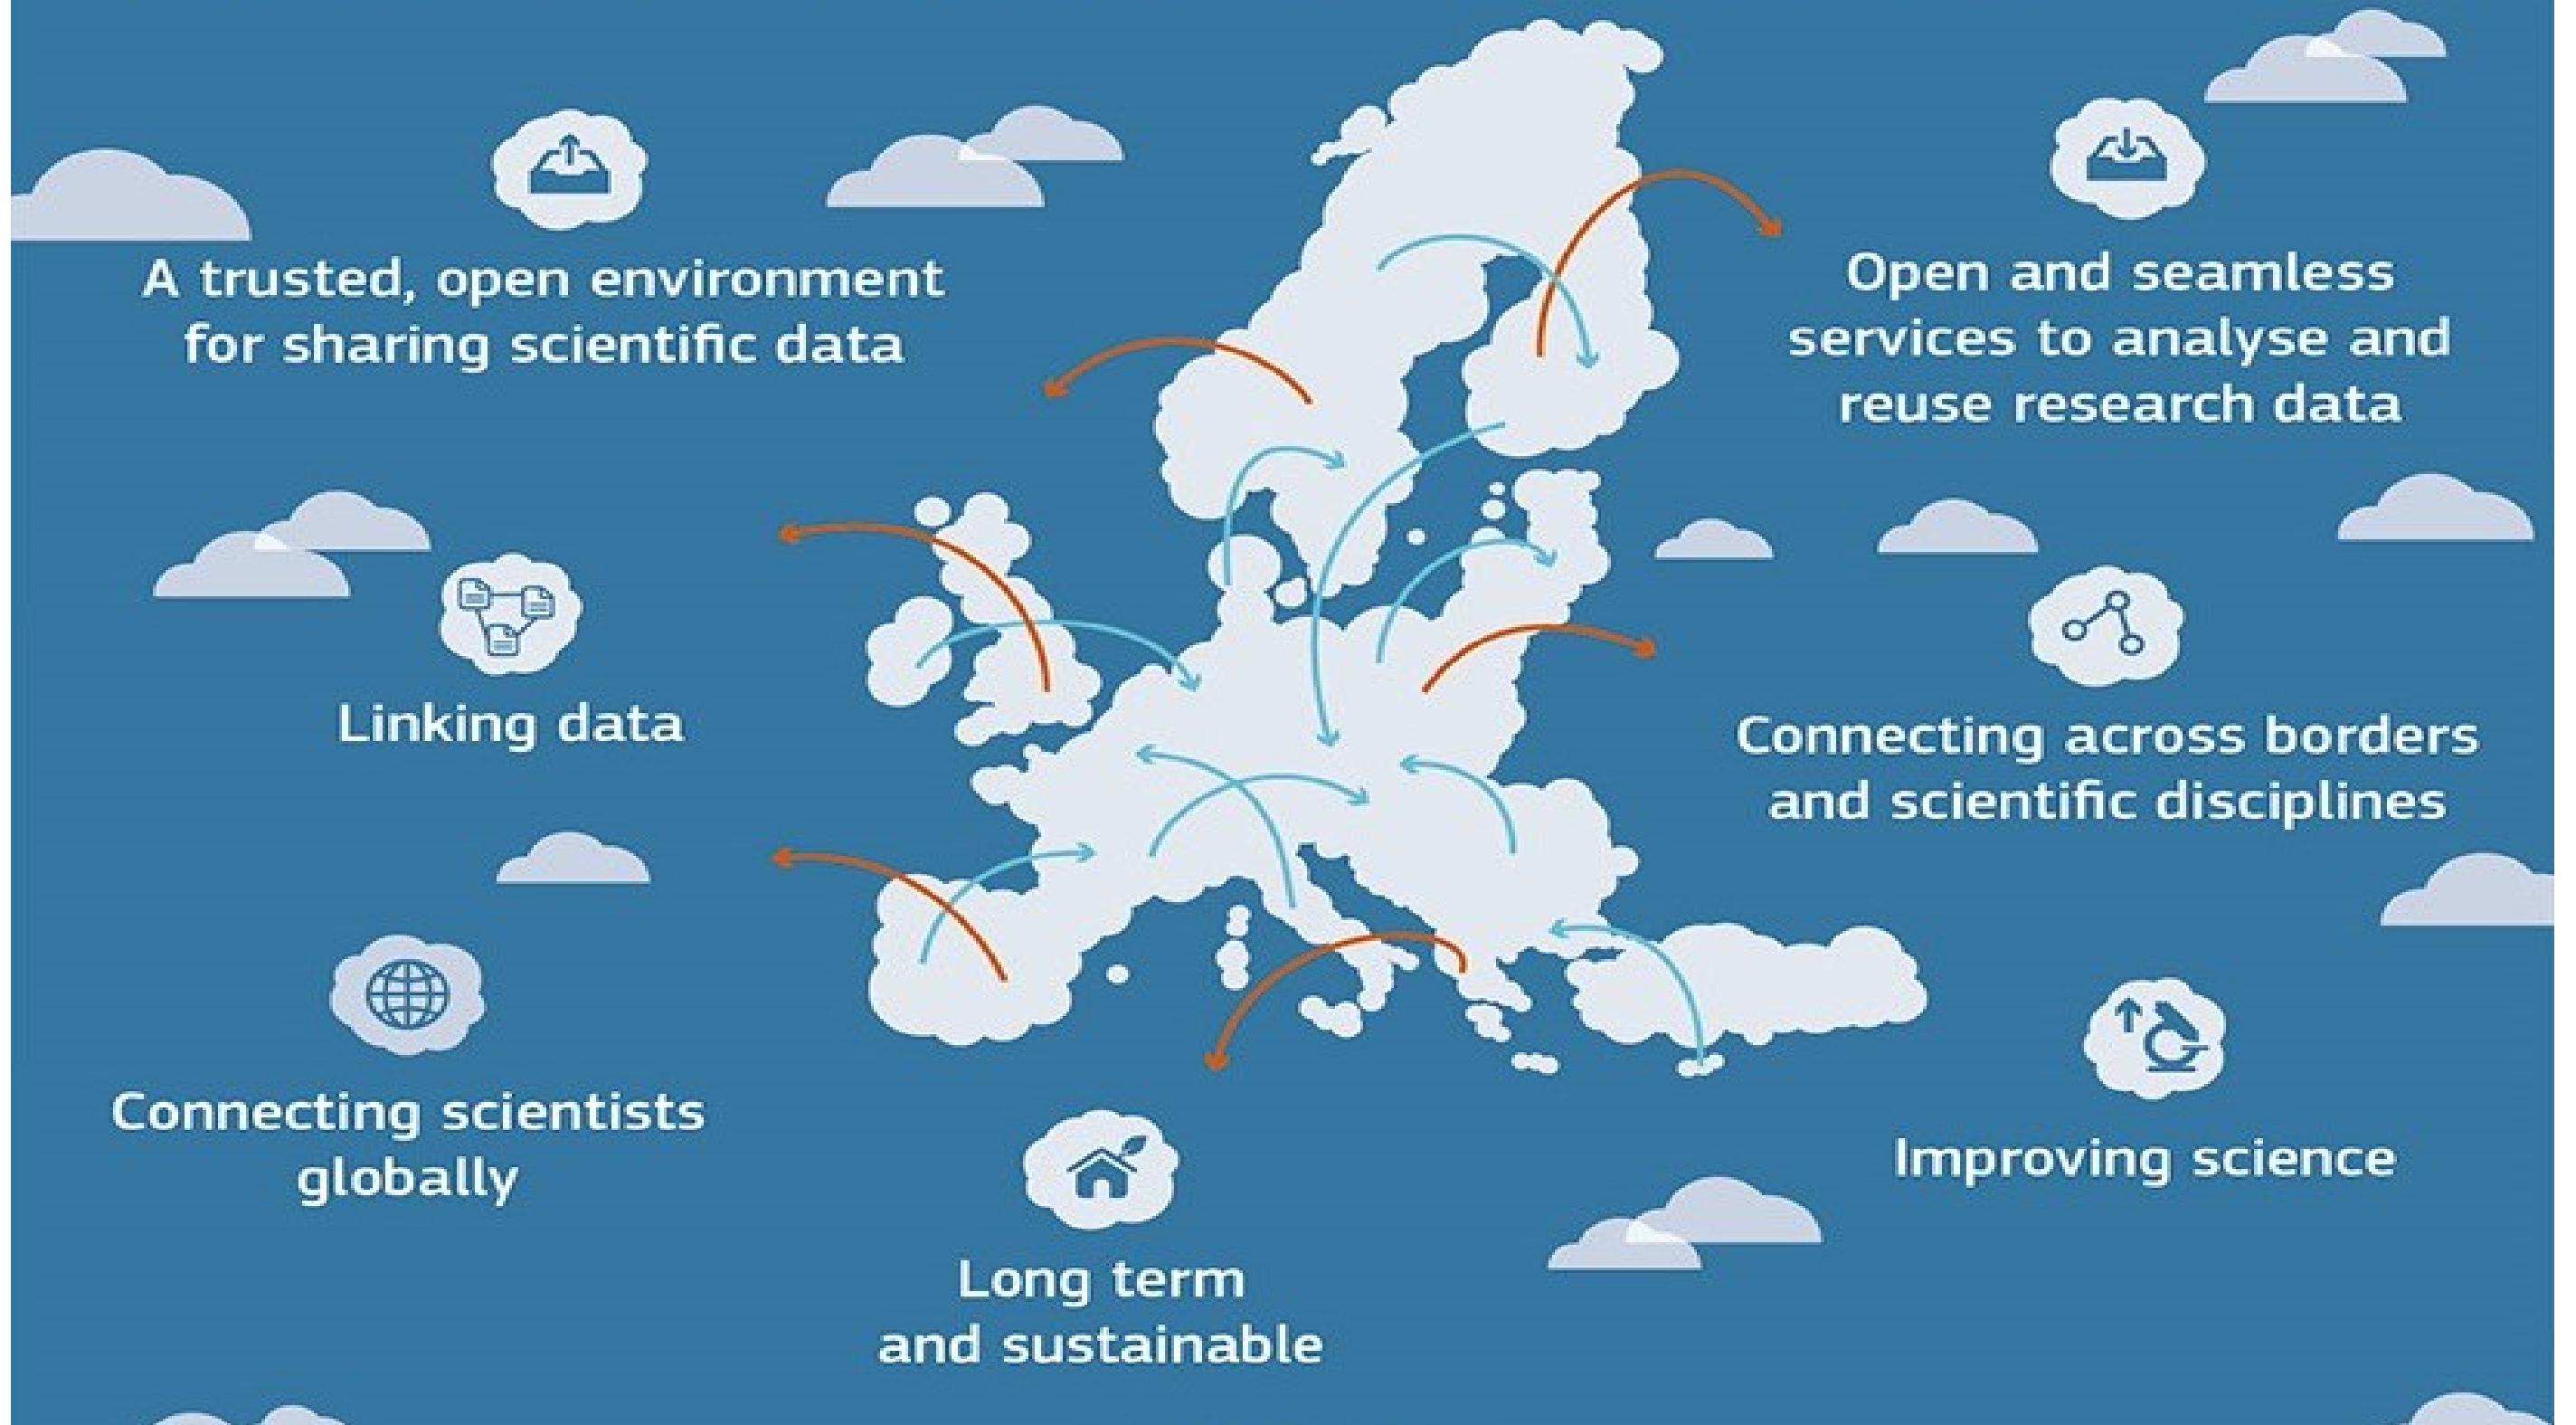 A trusted, open environment
for sharing scientific data
Open and seamless
services to analyse and
reuse research data
Linking data
Connecting across borders
and scientific disciplines
Connecting scientists
globally
Improving science
Long term
and sustainable